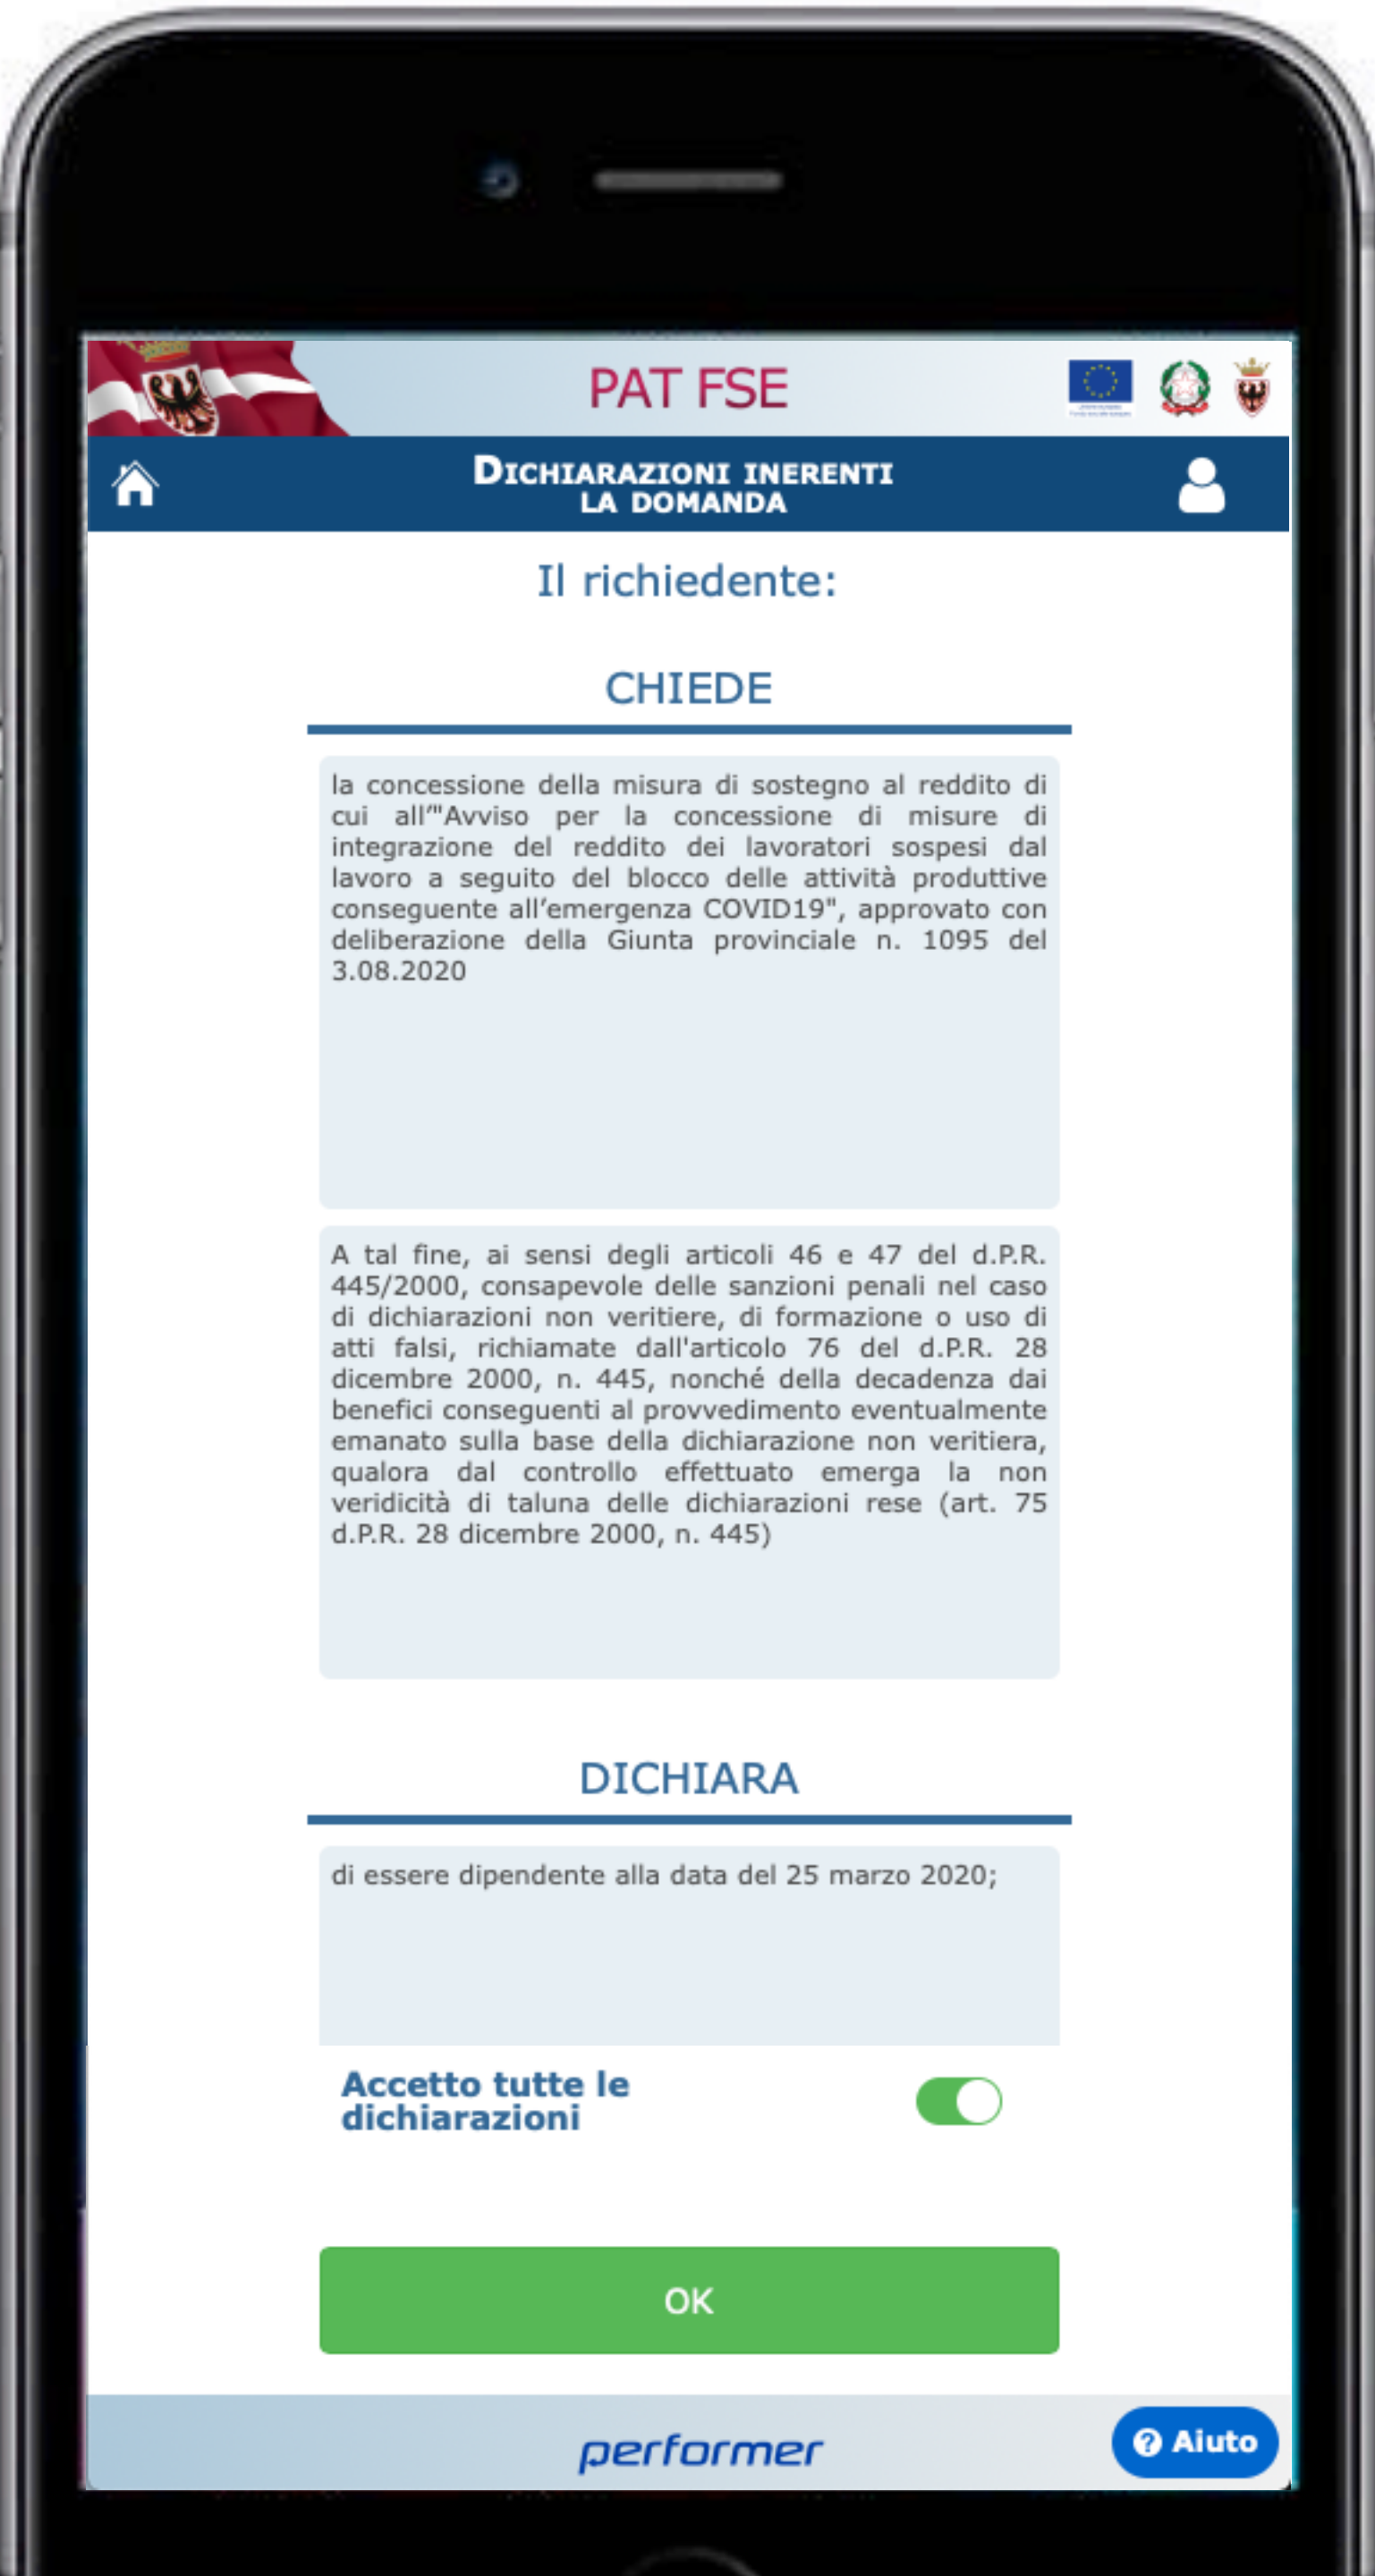 PAT FSE
Dichiarazioni inerenti
la domanda
Il richiedente:
CHIEDE
la concessione della misura di sostegno al reddito di
cui all'"Avviso per la concessione di misure di
integrazione del reddito dei lavoratori sospesi dal
lavoro a seguito del blocco delle attività produttive
conseguente all'emergenza COVID19", approvato con
deliberazione della Giunta provinciale n. 1095 del
3.08.2020
A tal fine, ai sensi degli articoli 46 e 47 del d.P.R.
445/2000, consapevole delle sanzioni penali nel caso
di dichiarazioni non veritiere, di formazione o uso di
atti falsi, richiamate dall'articolo 76 del d.P.R. 28
dicembre 2000, n. 445, nonché della decadenza dai
benefici conseguenti al provvedimento eventualmente
emanato sulla base della dichiarazione non veritiera,
qualora dal controllo effettuato emerga la non
veridicità di taluna delle dichiarazioni rese (art. 75
d.P.R. 28 dicembre 2000, n. 445)
DICHIARA
di essere dipendente alla data del 25 marzo 2020;
Accetto tutte le
dichiarazioni
OK
performer
? Aiuto